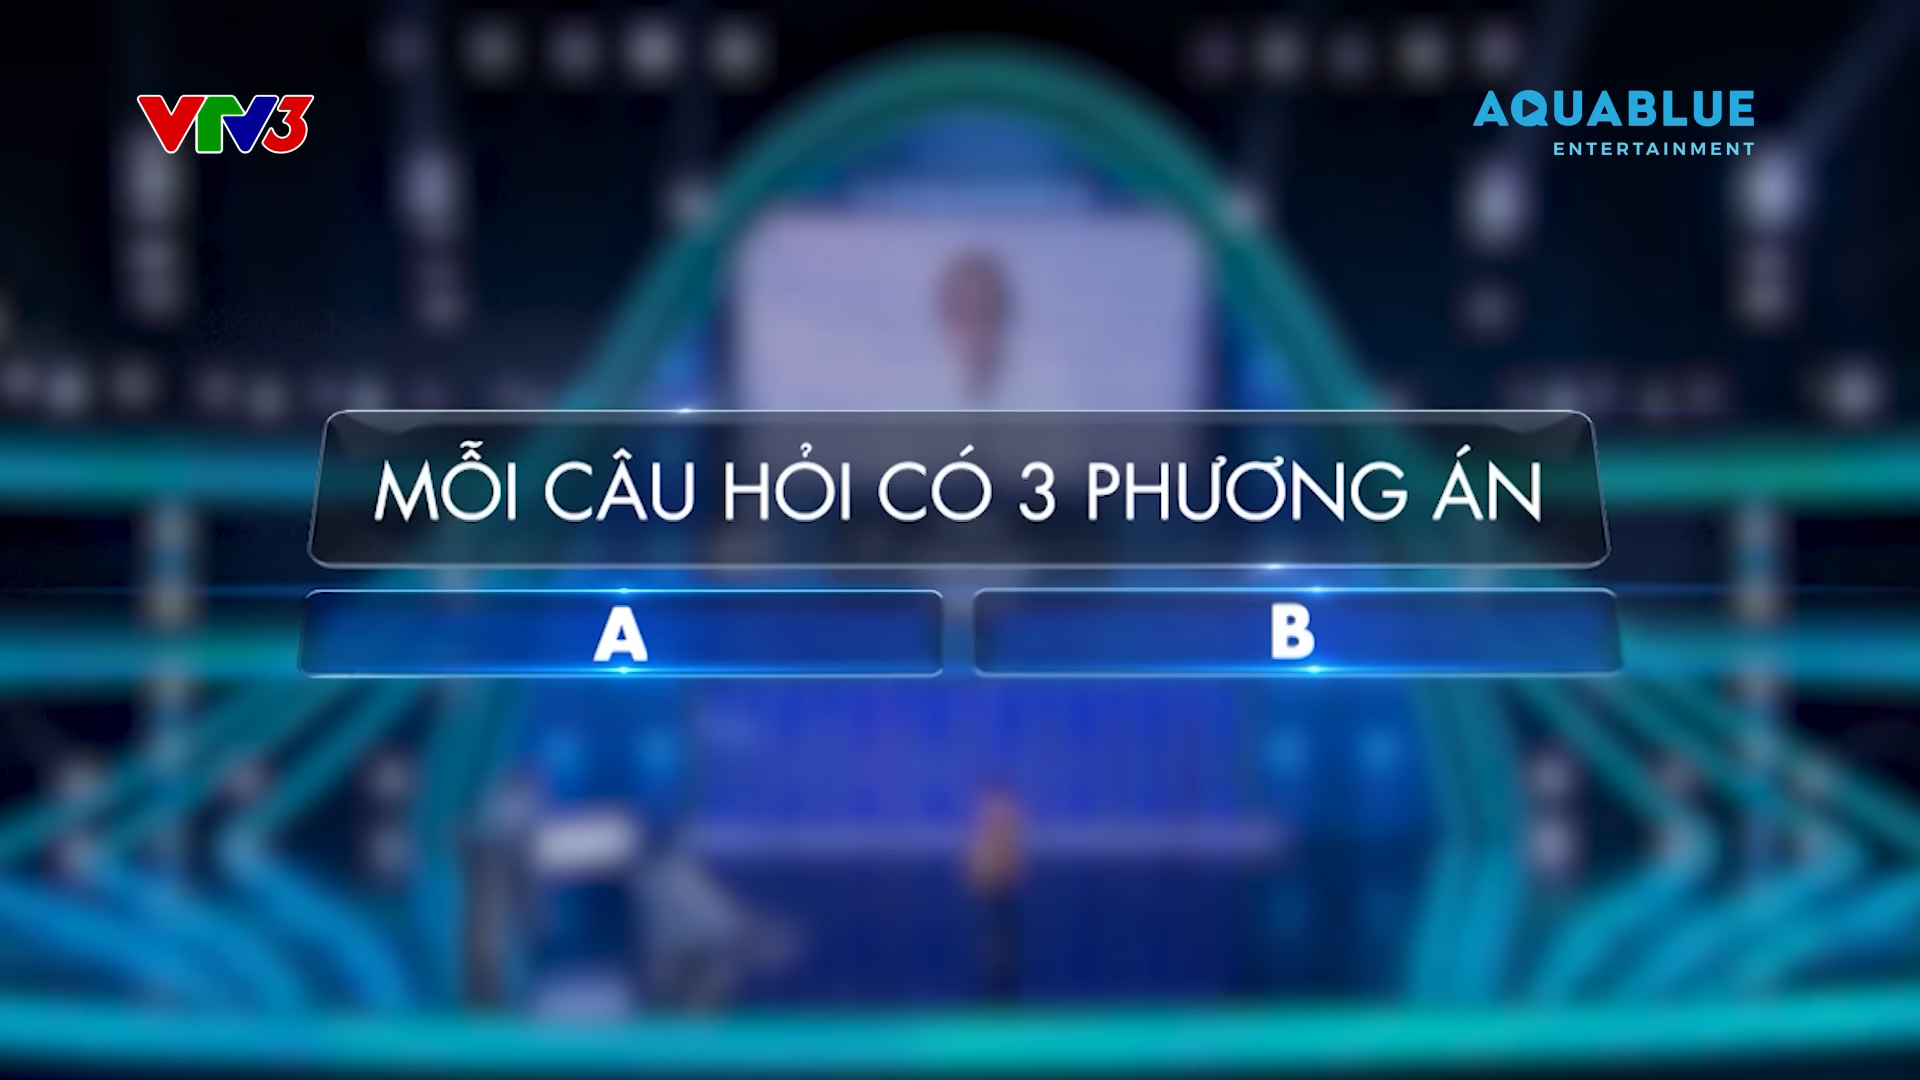 VTV3
AQUABLUE
ENTERTAINMENT
MỖI CÂU HỎI CÓ 3 PHƯƠNG ÁN
A
B